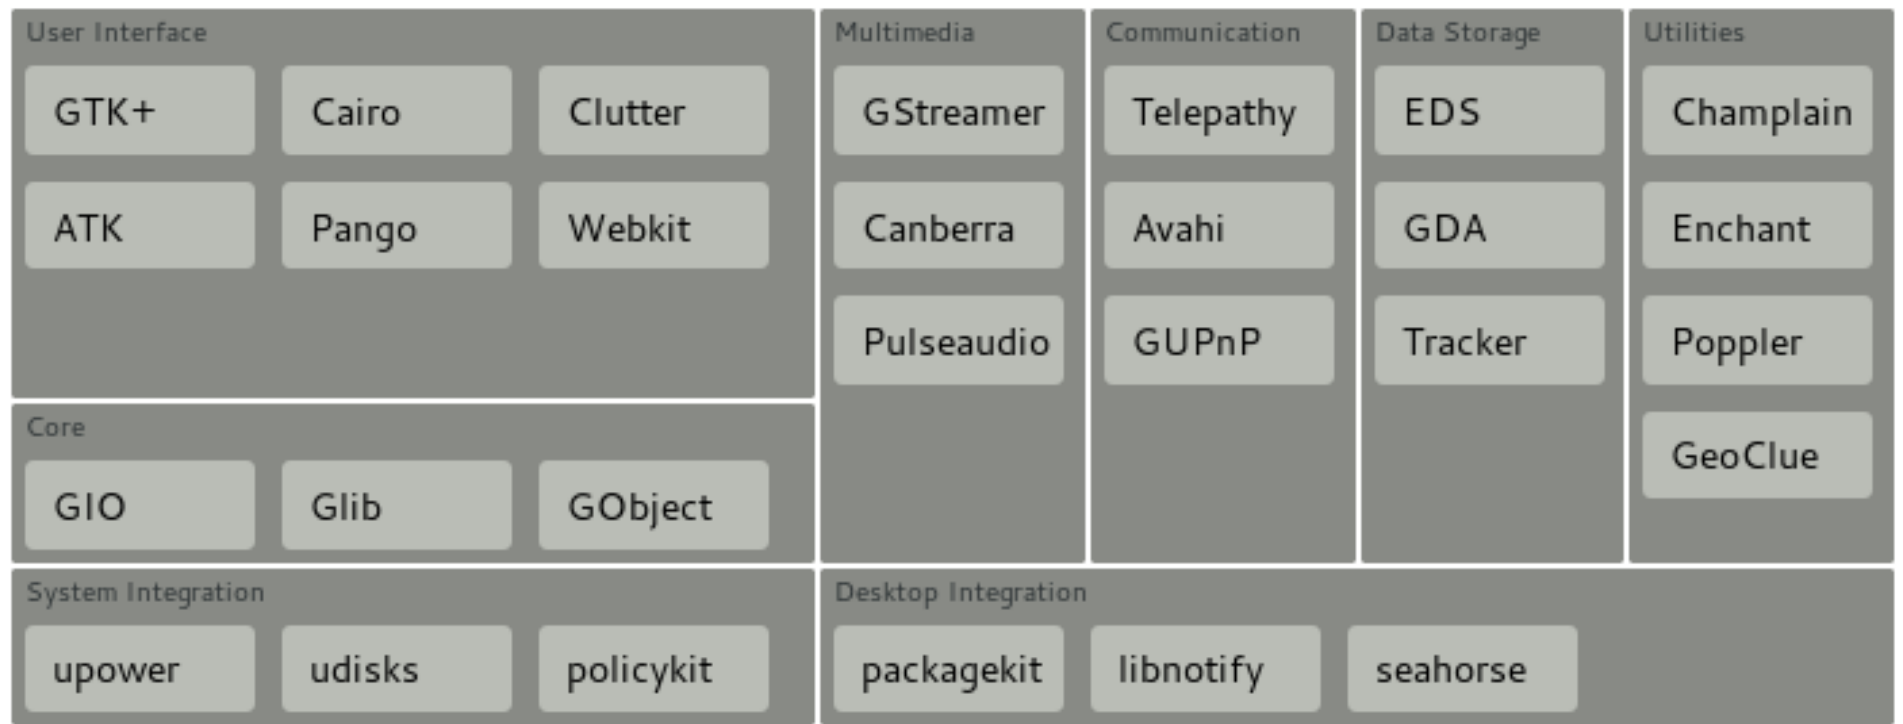 User Interface
GTK+ Cairo Clutter
ATK Pango Webkit
Core
GIO Glib GObject
System Integration
upower udisks policykit
Multimedia
GStreamer
Canberra
Pulseaudio
Communication
Telepathy
Avahi
GUPnP
Data Storage
EDS
GDA
Tracker
Utilities
Champlain
Enchant
Poppler
GeoClue
Desktop Integration
packagekit libnotify seahorse